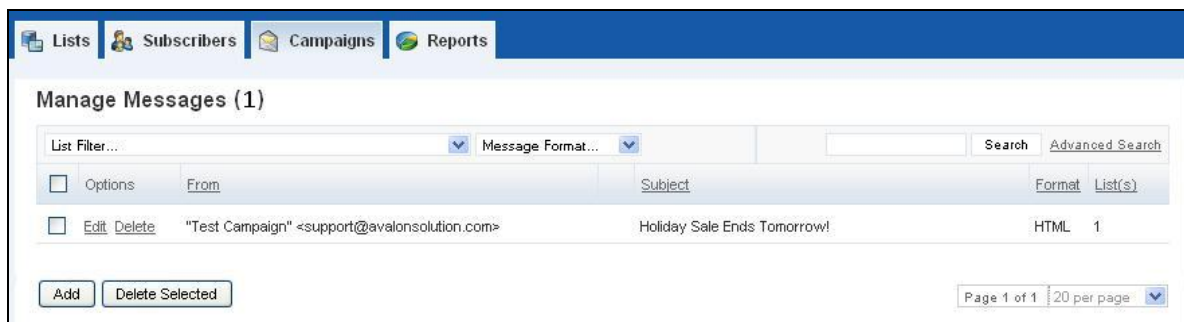 Lists Subscribers Campaigns Reports
Manage Messages (1)
List Filter... Message Format... Search Advanced Search
Options From Subject Format List(s)
Edit Delete "Test Campaign" <support@avalonsolution.com> Holiday Sale Ends Tomorrow! HTML 1
Add Delete Selected Page 1 of 1 20 per page